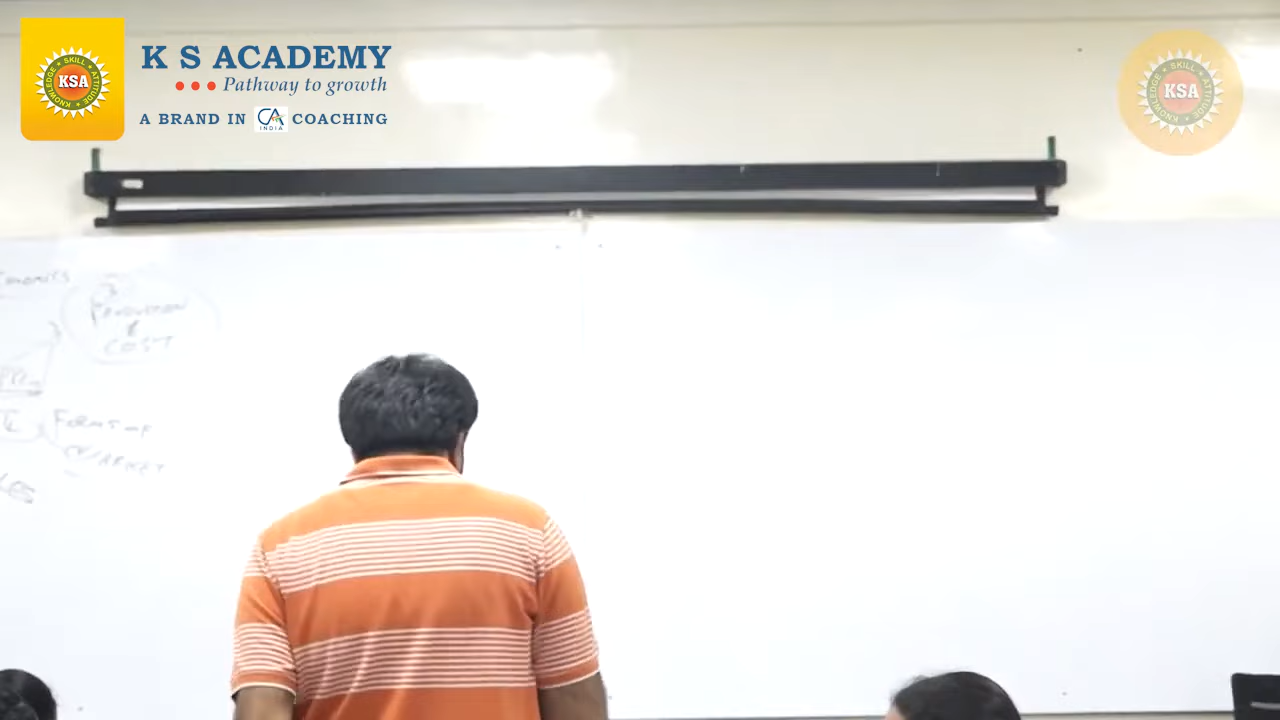 K S ACADEMY
Pathway to growth
A BRAND IN CA INDIA COACHING
KSA
KNOWLEDGE * SKILL * ATTITUDE
KSA
KNOWLEDGE * SKILL * ATTITUDE
PRODUCTION
&
COST
FORMS OF
MARKET